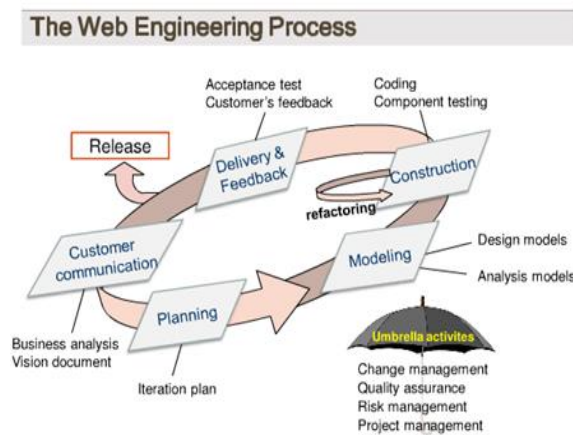 The Web Engineering Process
Acceptance test
Customer's feedback
Coding
Component testing
Release
Delivery &
Feedback
Construction
refactoring
Customer
communication
Modeling
Design models
Analysis models
Planning
Business analysis
Vision document
Iteration plan
Umbrella activites
Change management
Quality assurance
Risk management
Project management